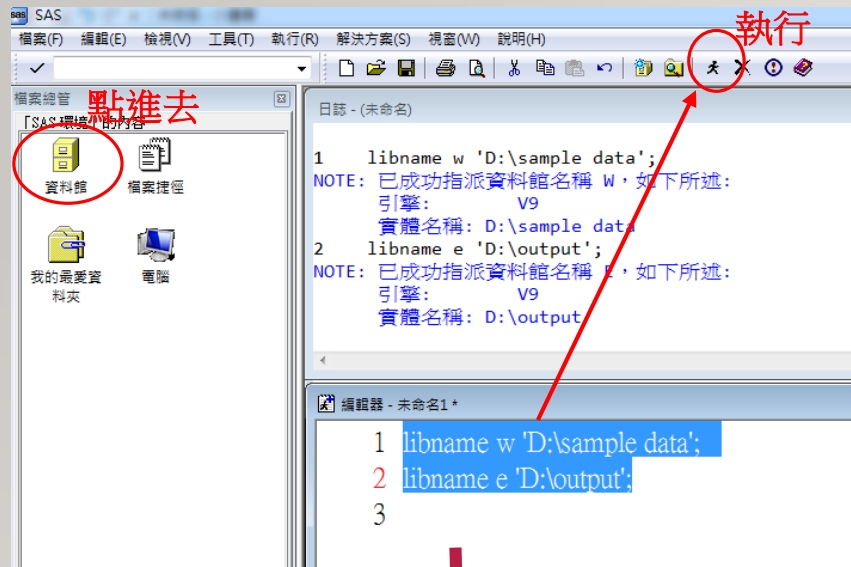 SAS
檔案(F) 編輯(E) 檢視(V) 工具(T) 執行(R) 解決方案(S) 視窗(W) 說明(H)
執行
檔案總管
點進去
「SAS 環境」的內容
資料館
檔案捷徑
我的最愛資料夾
電腦
日誌 - (未命名)
1 libname w 'D:\sample data';
NOTE: 已成功指派資料館名稱 W，如下所述:
引擎: V9
實體名稱: D:\sample data
2 libname e 'D:\output';
NOTE: 已成功指派資料館名稱 E，如下所述:
引擎: V9
實體名稱: D:\output
編輯器 - 未命名1 *
1 libname w 'D:\sample data';
2 libname e 'D:\output';
3